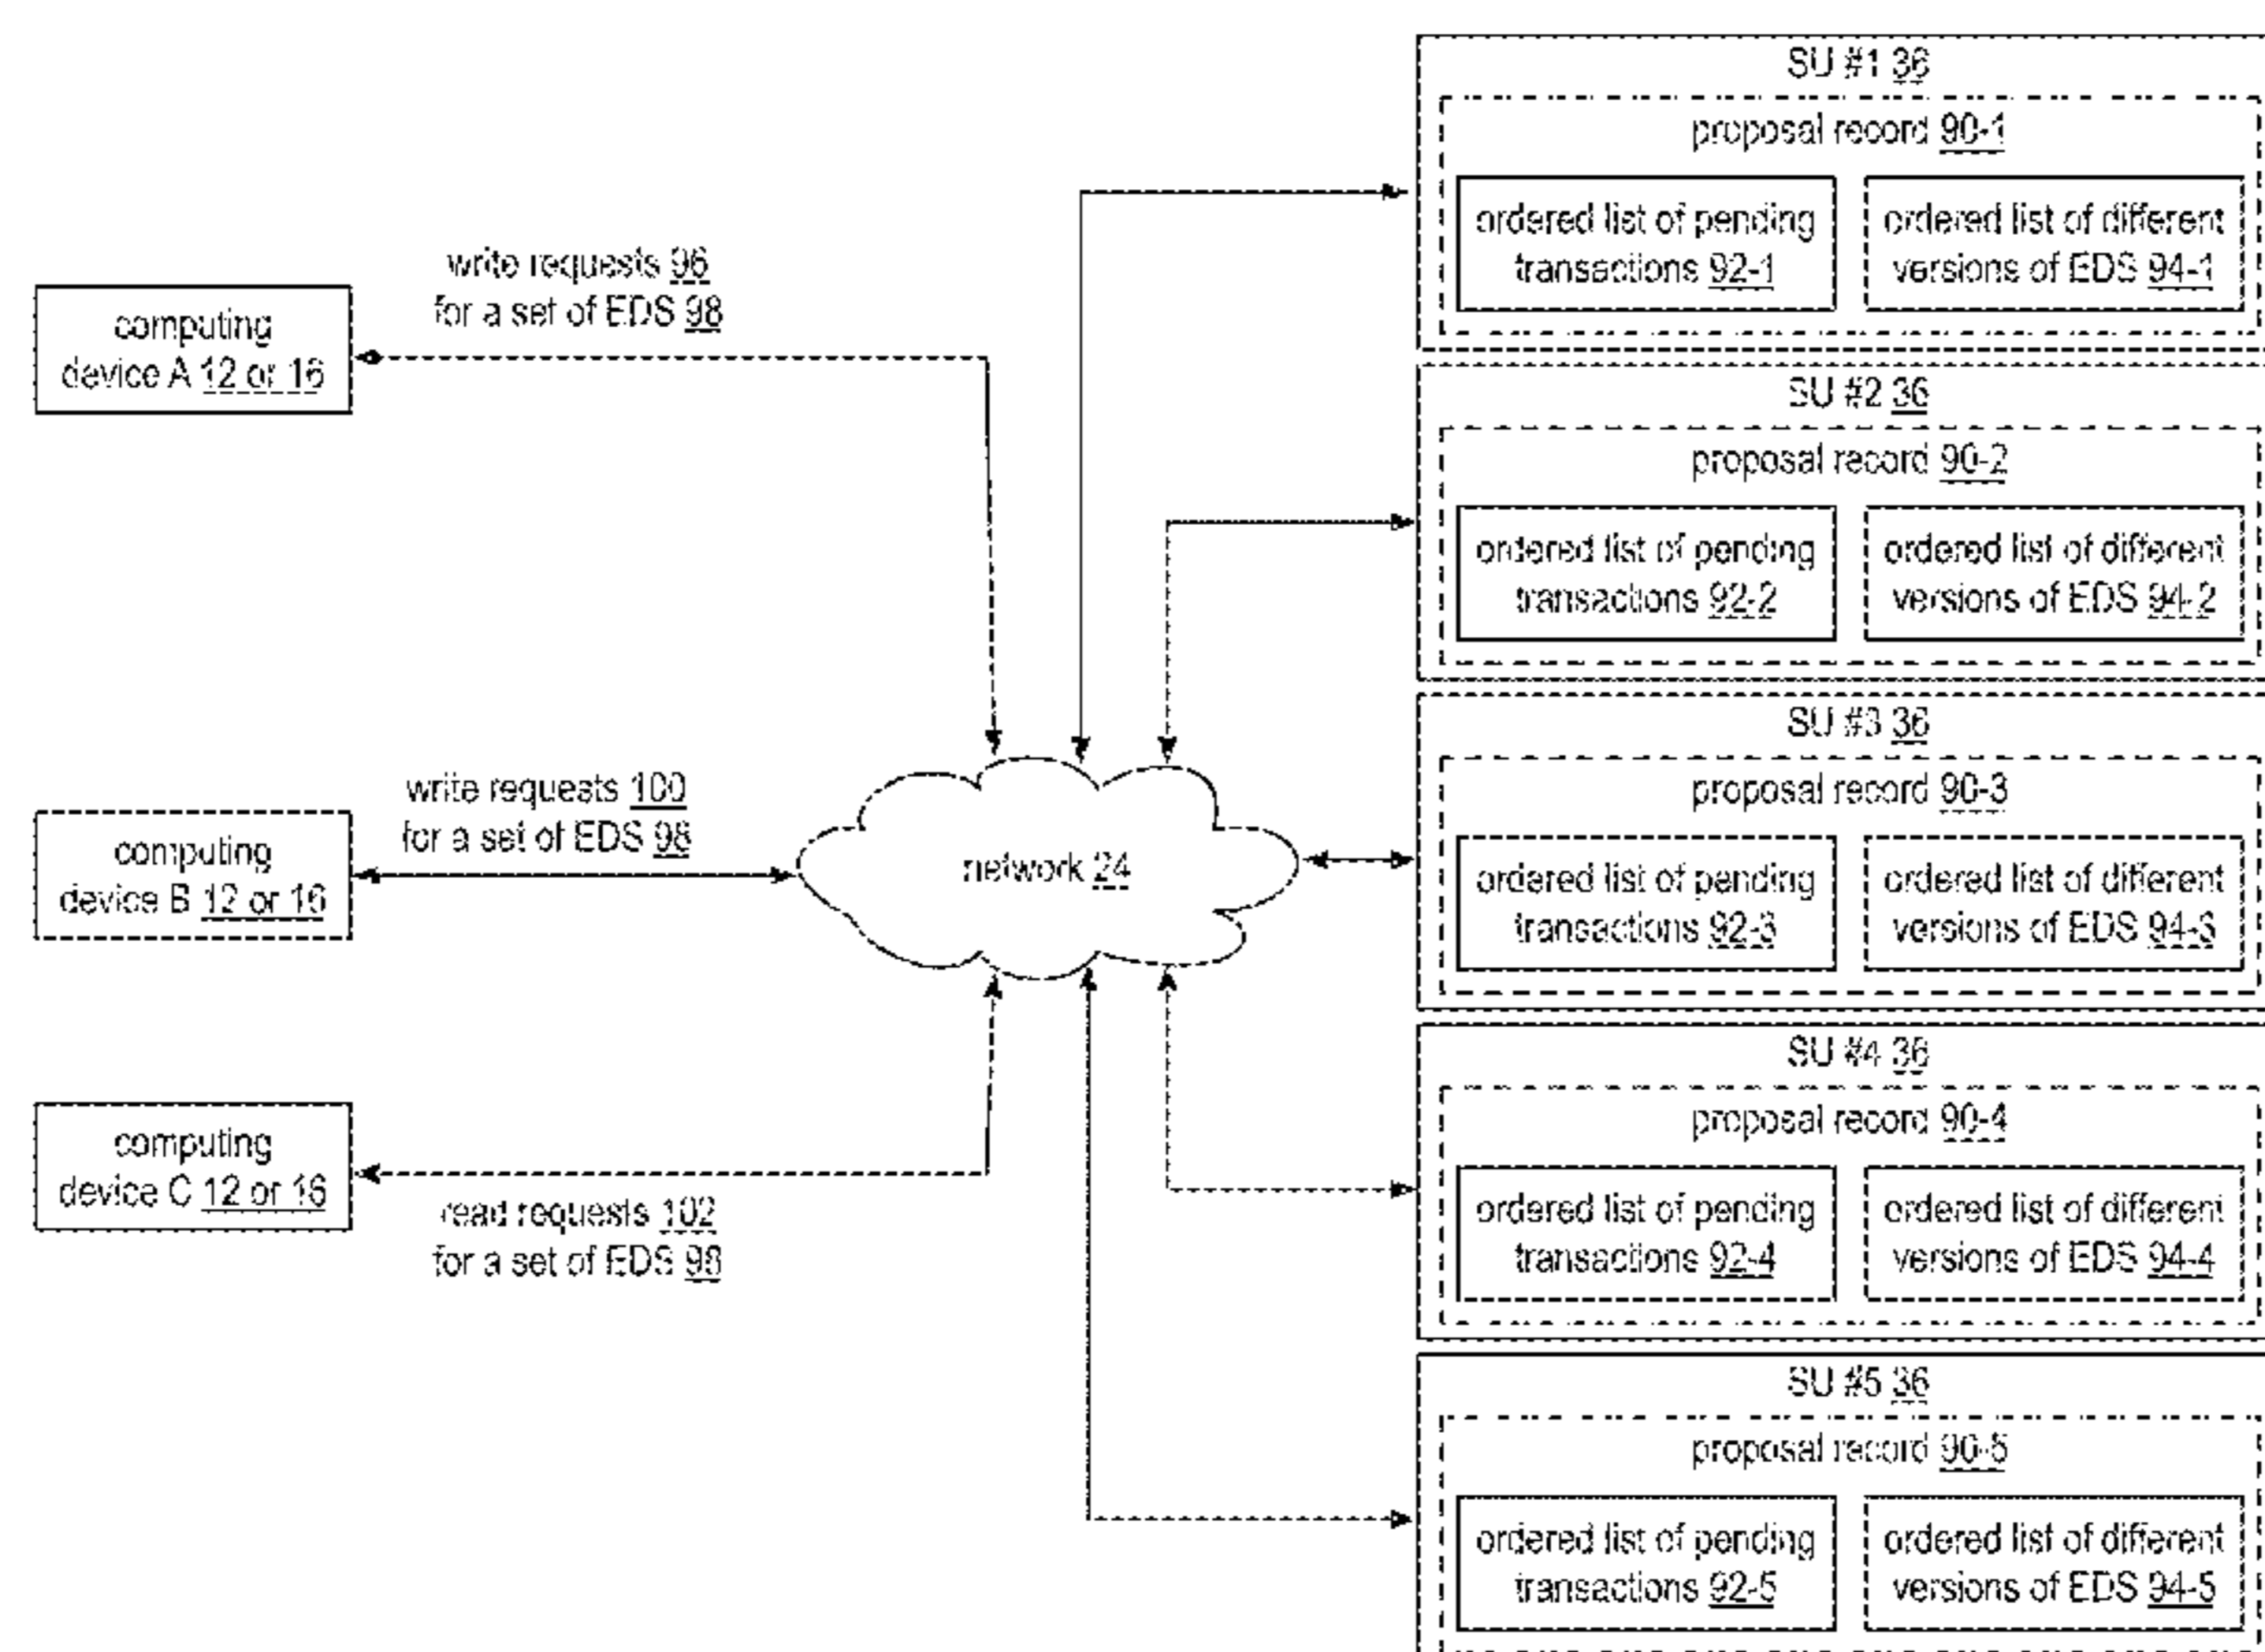 computing
device A 12 or 16
write requests 96
for a set of EDS 98
computing
device B 12 or 16
write requests 100
for a set of EDS 98
computing
device C 12 or 16
read requests 102
for a set of EDS 98
network 24
SU #1 36
proposal record 90-1
ordered list of pending
transactions 92-1
ordered list of different
versions of EDS 94-1
SU #2 36
proposal record 90-2
ordered list of pending
transactions 92-2
ordered list of different
versions of EDS 94-2
SU #3 36
proposal record 90-3
ordered list of pending
transactions 92-3
ordered list of different
versions of EDS 94-3
SU #4 36
proposal record 90-4
ordered list of pending
transactions 92-4
ordered list of different
versions of EDS 94-4
SU #5 36
proposal record 90-5
ordered list of pending
transactions 92-5
ordered list of different
versions of EDS 94-5